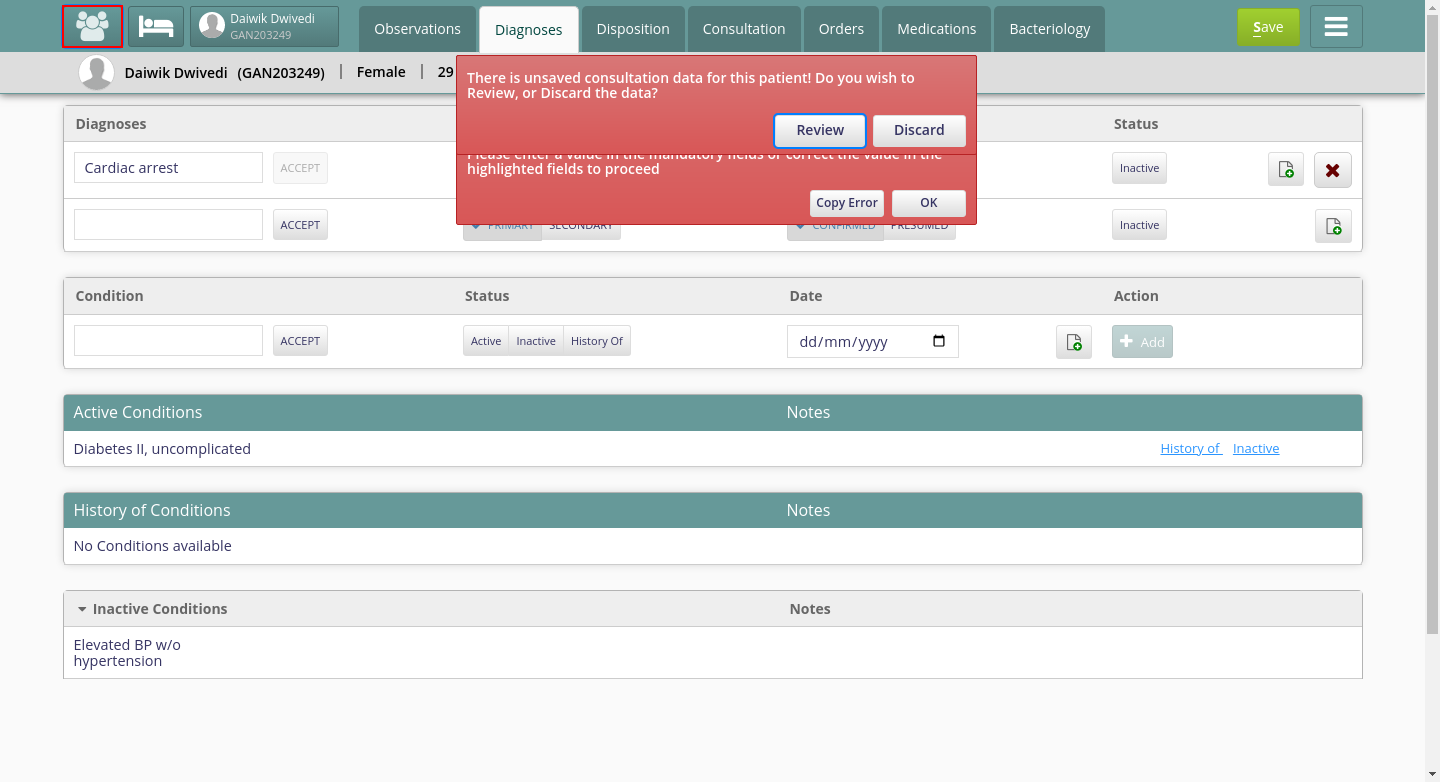 Daiwik Dwivedi
GAN203249
Observations
Diagnoses
Disposition
Consultation
Orders
Medications
Bacteriology
Save
Daiwik Dwivedi (GAN203249) | Female | 29
There is unsaved consultation data for this patient! Do you wish to
Review, or Discard the data?
Review Discard
Please enter a value in the mandatory fields or correct the value in the
highlighted fields to proceed
Copy Error OK
Diagnoses Status
Cardiac arrest ACCEPT Inactive
ACCEPT PRIMARY SECONDARY CONFIRMED PRESUMED Inactive
Condition Status Date Action
ACCEPT Active Inactive History Of dd/mm/yyyy Add
Active Conditions Notes
Diabetes II, uncomplicated History of Inactive
History of Conditions Notes
No Conditions available
Inactive Conditions Notes
Elevated BP w/o
hypertension